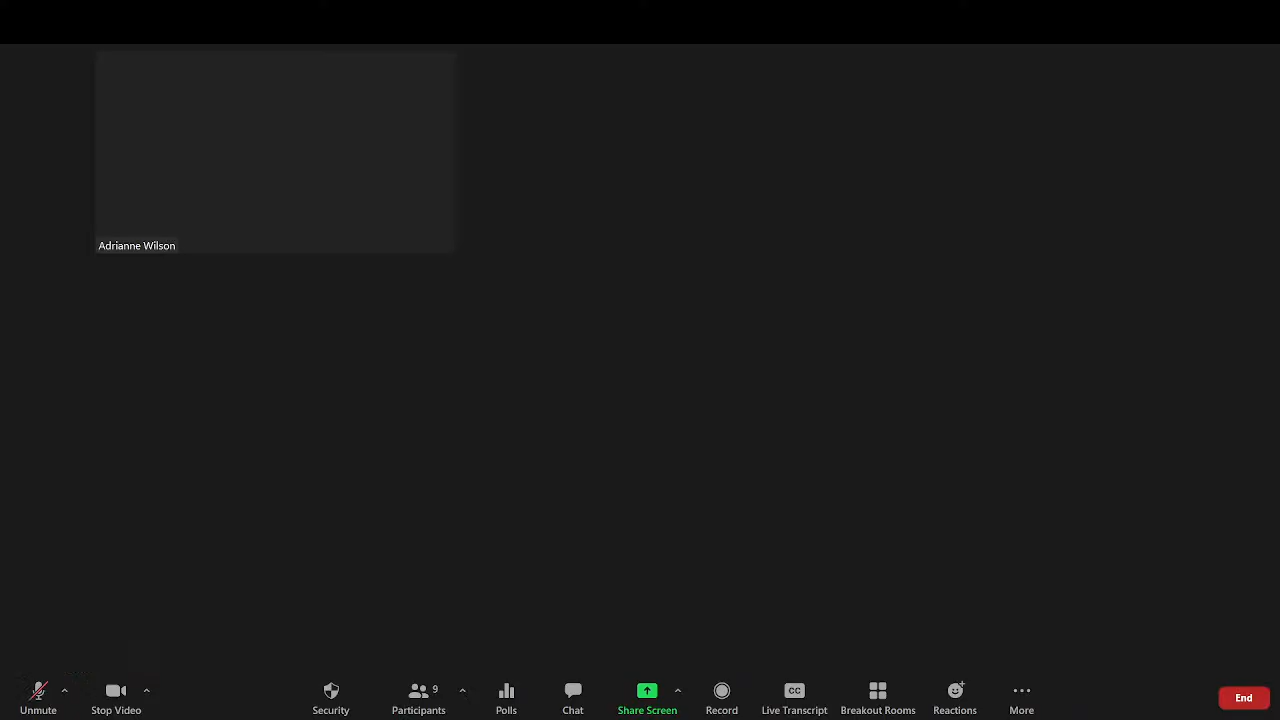 Adrianne Wilson
9
CC
Unmute
Stop Video
Security
Participants
Polls
Chat
Share Screen
Record
Live Transcript
Breakout Rooms
Reactions
More
End